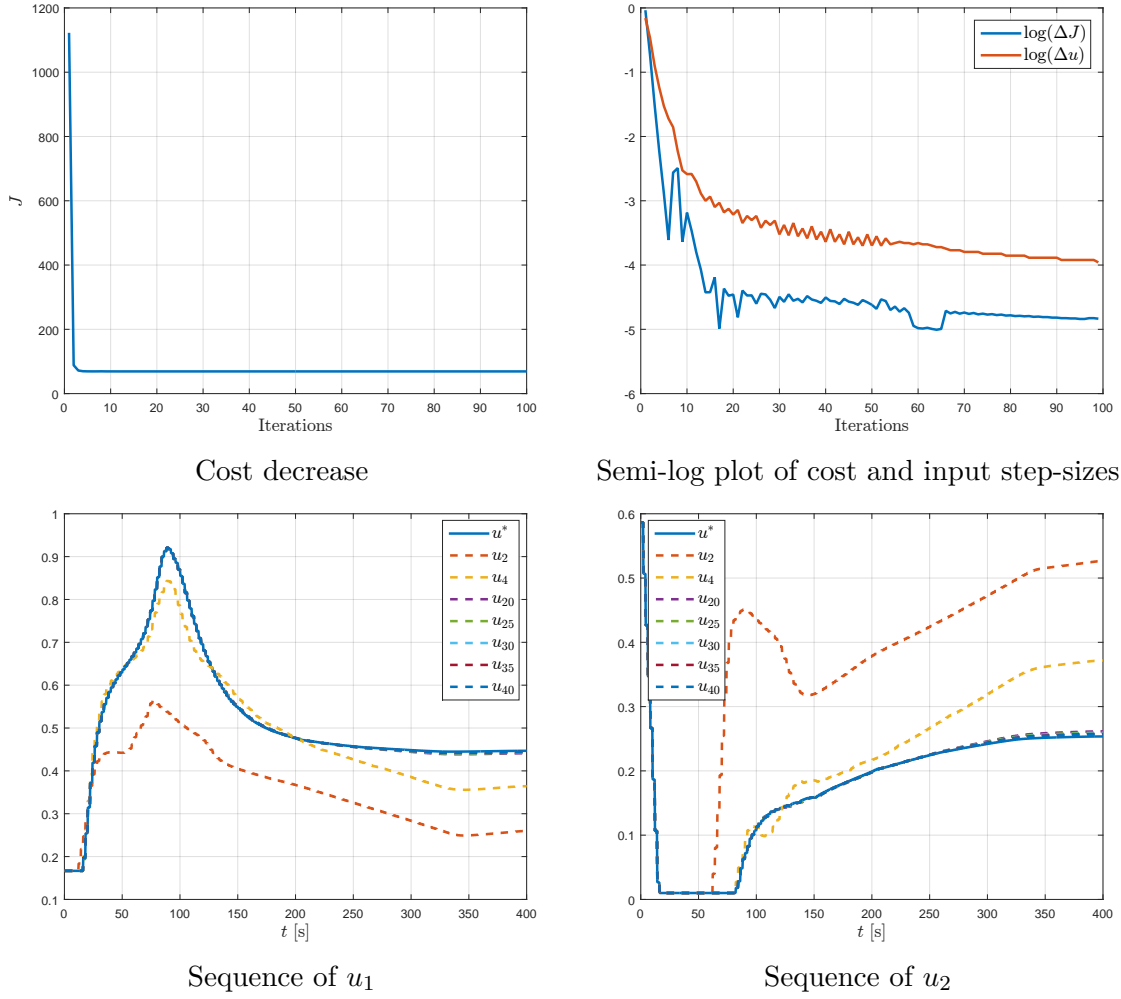 1200
1000
800
600
400
200
0
J
0 10 20 30 40 50 60 70 80 90 100
Iterations
Cost decrease
0
-1
-2
-3
-4
-5
-6
log(ΔJ)
log(Δu)
0 10 20 30 40 50 60 70 80 90 100
Iterations
Semi-log plot of cost and input step-sizes
1
0.9
0.8
0.7
0.6
0.5
0.4
0.3
0.2
0.1
u*
u₂
u₄
u₂₀
u₂₅
u₃₀
u₃₅
u₄₀
0 50 100 150 200 250 300 350 400
t [s]
Sequence of u₁
0.6
0.5
0.4
0.3
0.2
0.1
0
u*
u₂
u₄
u₂₀
u₂₅
u₃₀
u₃₅
u₄₀
0 50 100 150 200 250 300 350 400
t [s]
Sequence of u₂